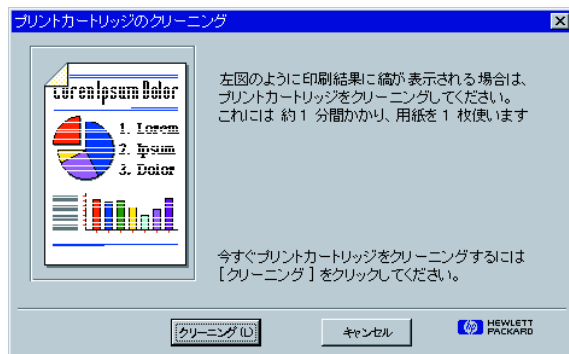 プリントカートリッジのクリーニング
Lorem Ipsum Dolor
1. Lorem
2. Ipsum
3. Dolor
左図のように印刷結果に縞が表示される場合は、
プリントカートリッジをクリーニングしてください。
これには 約1 分間かかり、用紙を 1 枚使います
今すぐプリントカートリッジをクリーニングするには
[クリーニング] をクリックしてください。
クリーニング(L)
キャンセル
hp HEWLETT
PACKARD